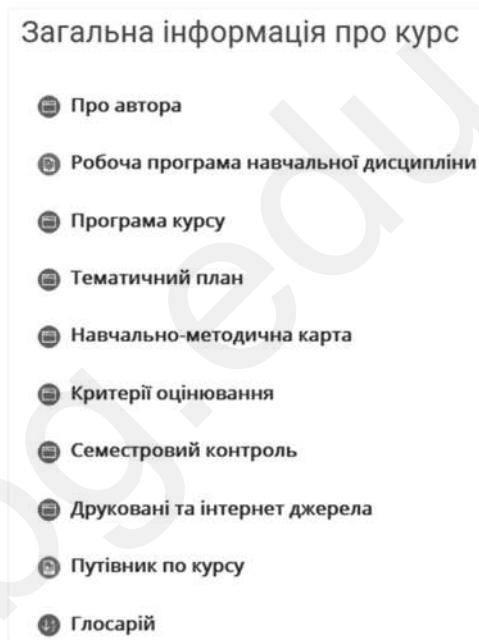 Загальна інформація про курс
Про автора
Робоча програма навчальної дисципліни
Програма курсу
Тематичний план
Навчально-методична карта
Критерії оцінювання
Семестровий контроль
Друковані та інтернет джерела
Путівник по курсу
Глосарій